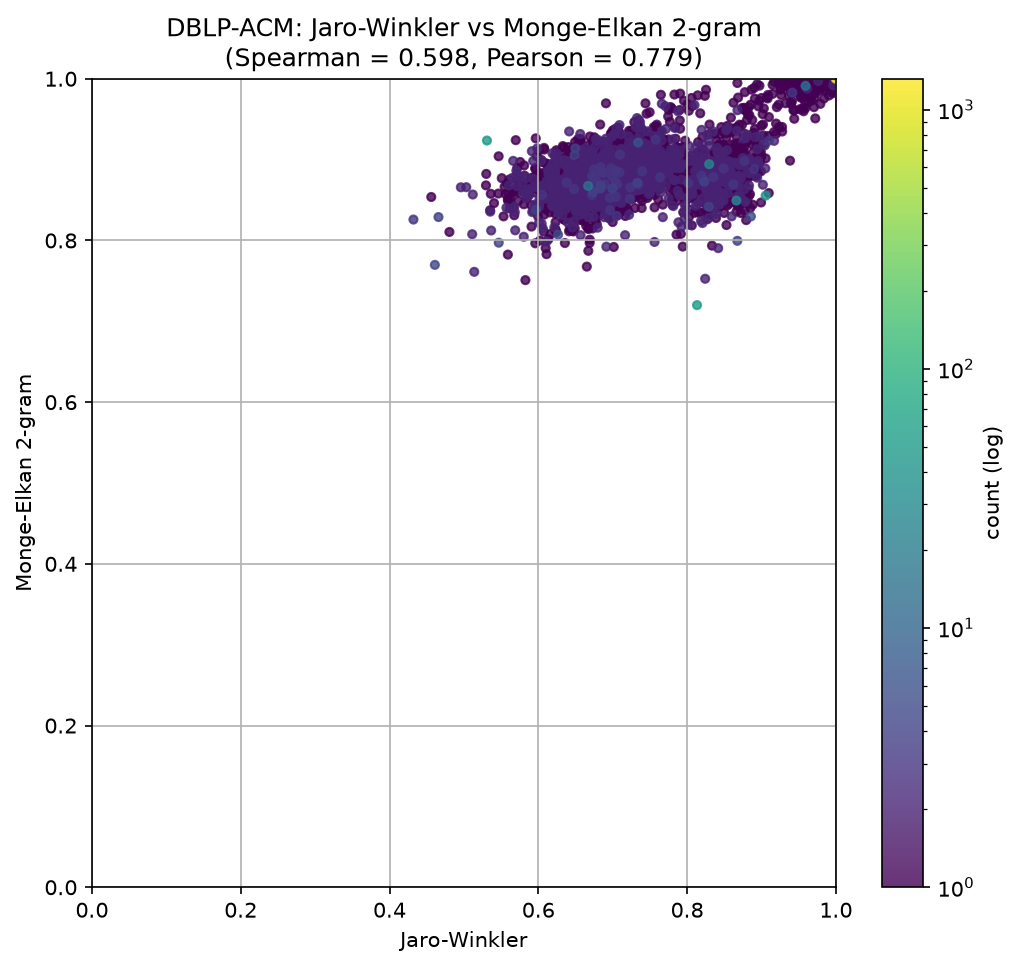 DBLP-ACM: Jaro-Winkler vs Monge-Elkan 2-gram
(Spearman = 0.598, Pearson = 0.779)
1.0
0.8
0.6
0.4
0.2
0.0
Monge-Elkan 2-gram
0.0 0.2 0.4 0.6 0.8 1.0
Jaro-Winkler
10³
10²
10¹
10⁰
count (log)